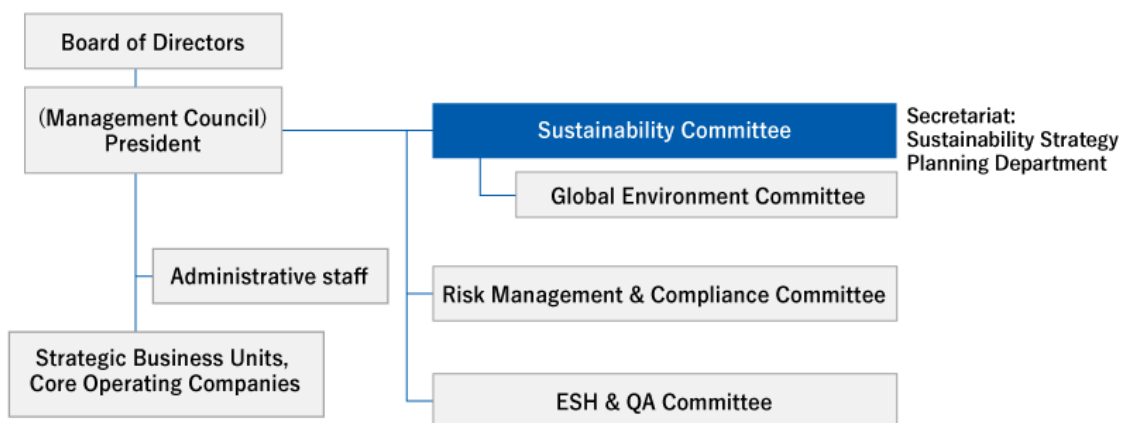 Board of Directors
(Management Council)
President
Sustainability Committee
Secretariat:
Sustainability Strategy
Planning Department
Global Environment Committee
Administrative staff
Risk Management & Compliance Committee
Strategic Business Units,
Core Operating Companies
ESH & QA Committee